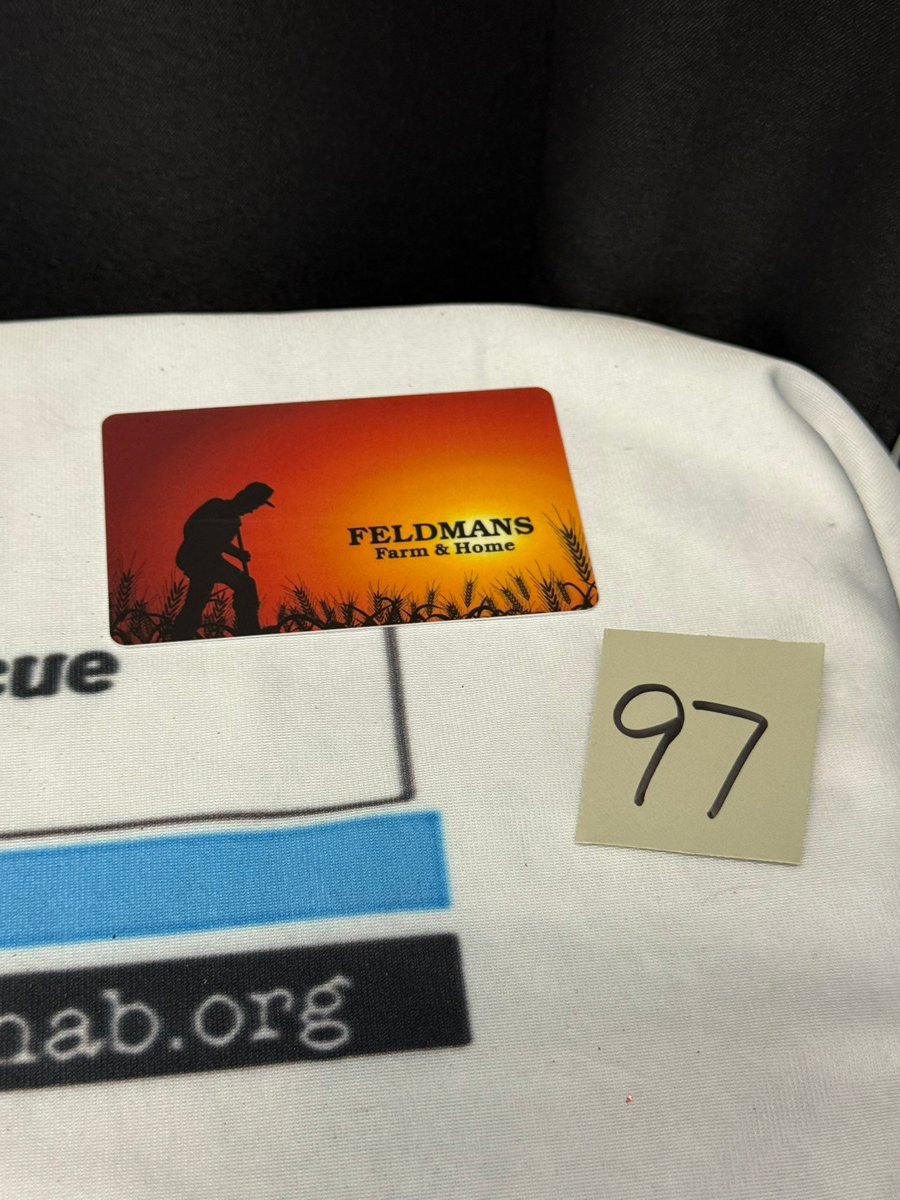 FELDMANS
Farm & Home
cue
97
hab.org